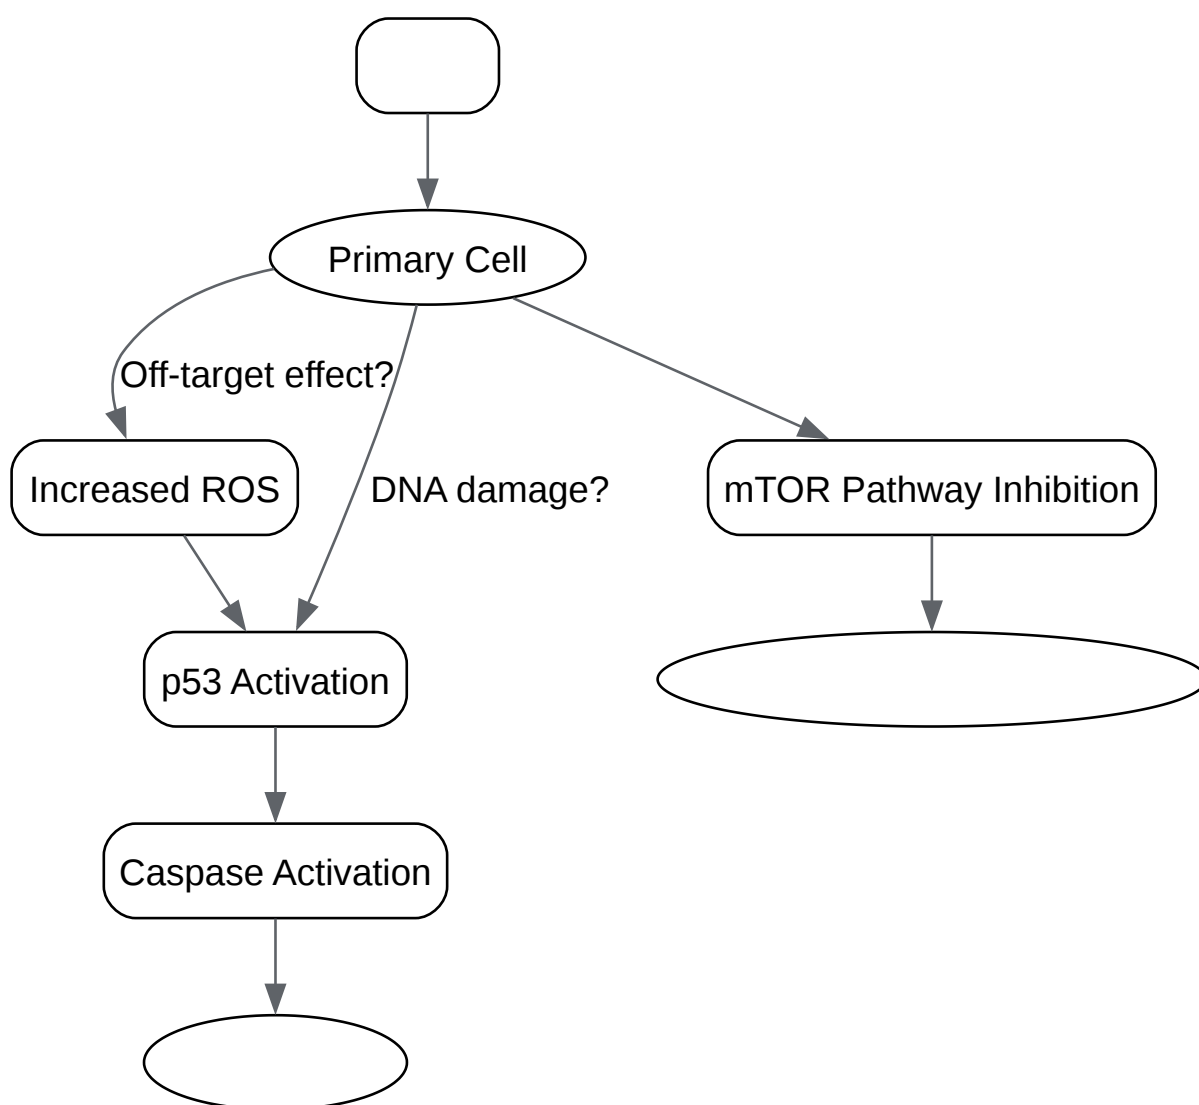 Primary Cell
Off-target effect?
Increased ROS
DNA damage?
mTOR Pathway Inhibition
p53 Activation
Caspase Activation